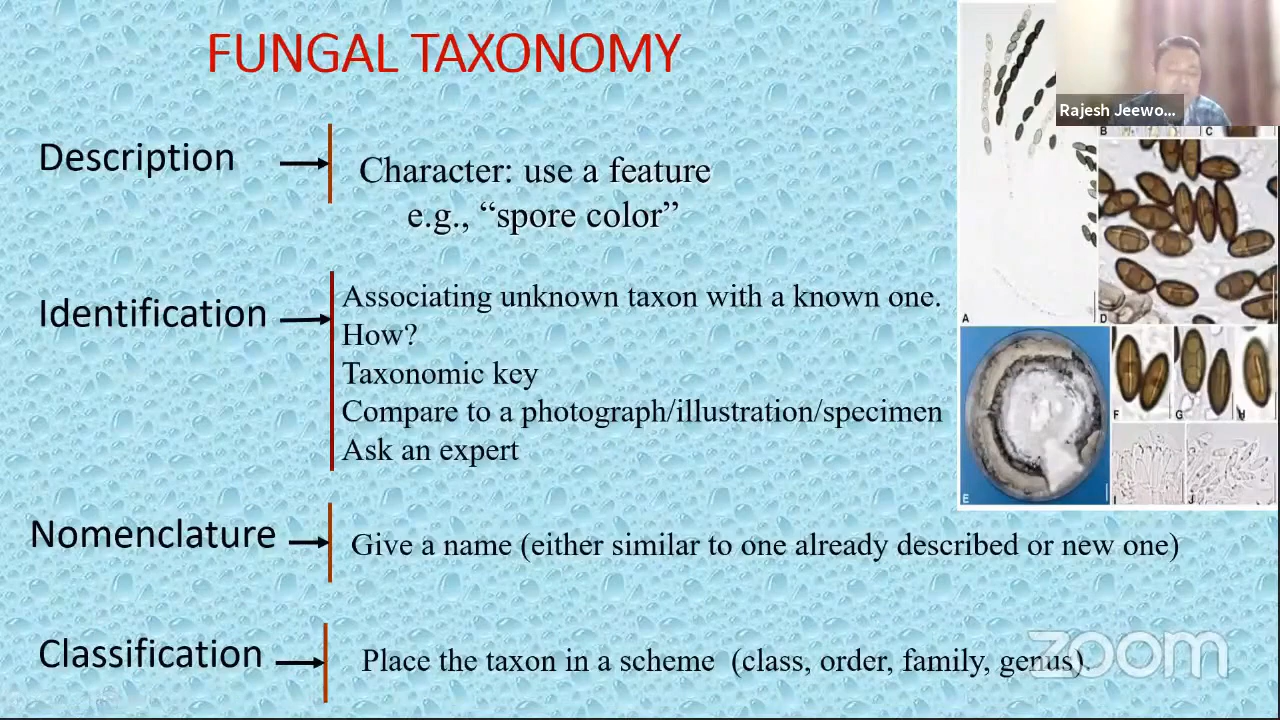 FUNGAL TAXONOMY
Rajesh Jeewo...
Description
Character: use a feature
e.g., “spore color”
Identification
Associating unknown taxon with a known one.
How?
Taxonomic key
Compare to a photograph/illustration/specimen
Ask an expert
Nomenclature
Give a name (either similar to one already described or new one)
Classification
Place the taxon in a scheme (class, order, family, genus).
zoom
A
B
C
D
E
F
G
H
I
J